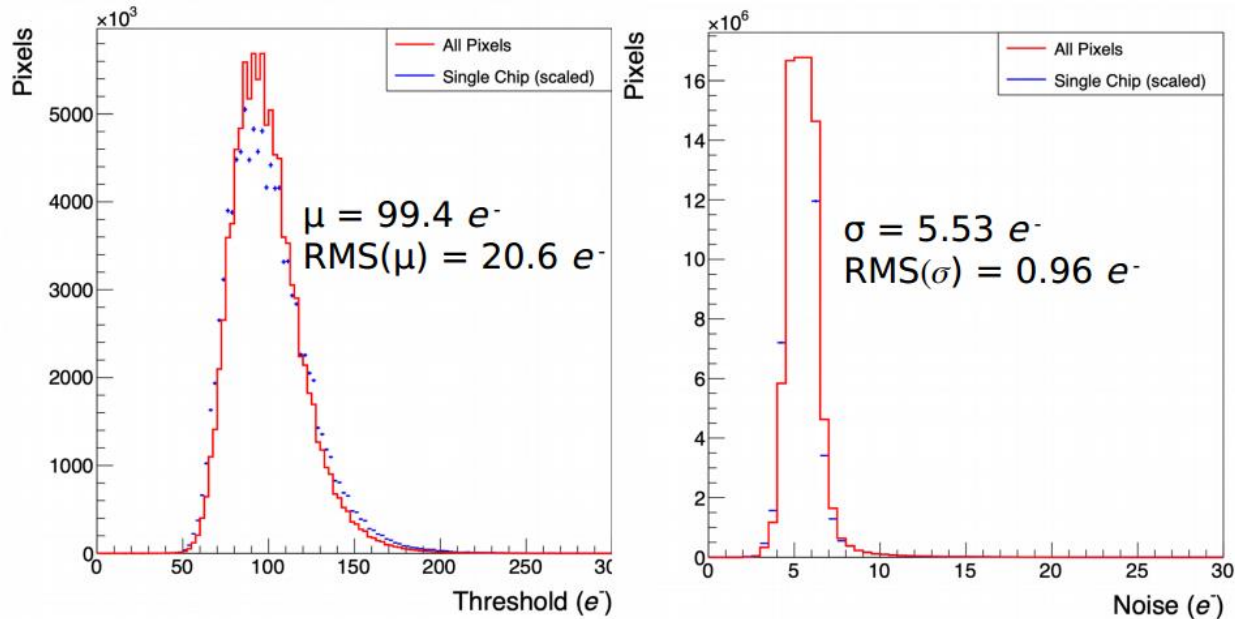 ×10³
Pixels
All Pixels
Single Chip (scaled)
5000
4000
3000
2000
1000
0
μ = 99.4 e⁻
RMS(μ) = 20.6 e⁻
0 50 100 150 200 250 30
Threshold (e⁻)
×10⁶
Pixels
All Pixels
Single Chip (scaled)
16
14
12
10
8
6
4
2
0
σ = 5.53 e⁻
RMS(σ) = 0.96 e⁻
0 5 10 15 20 25 30
Noise (e⁻)